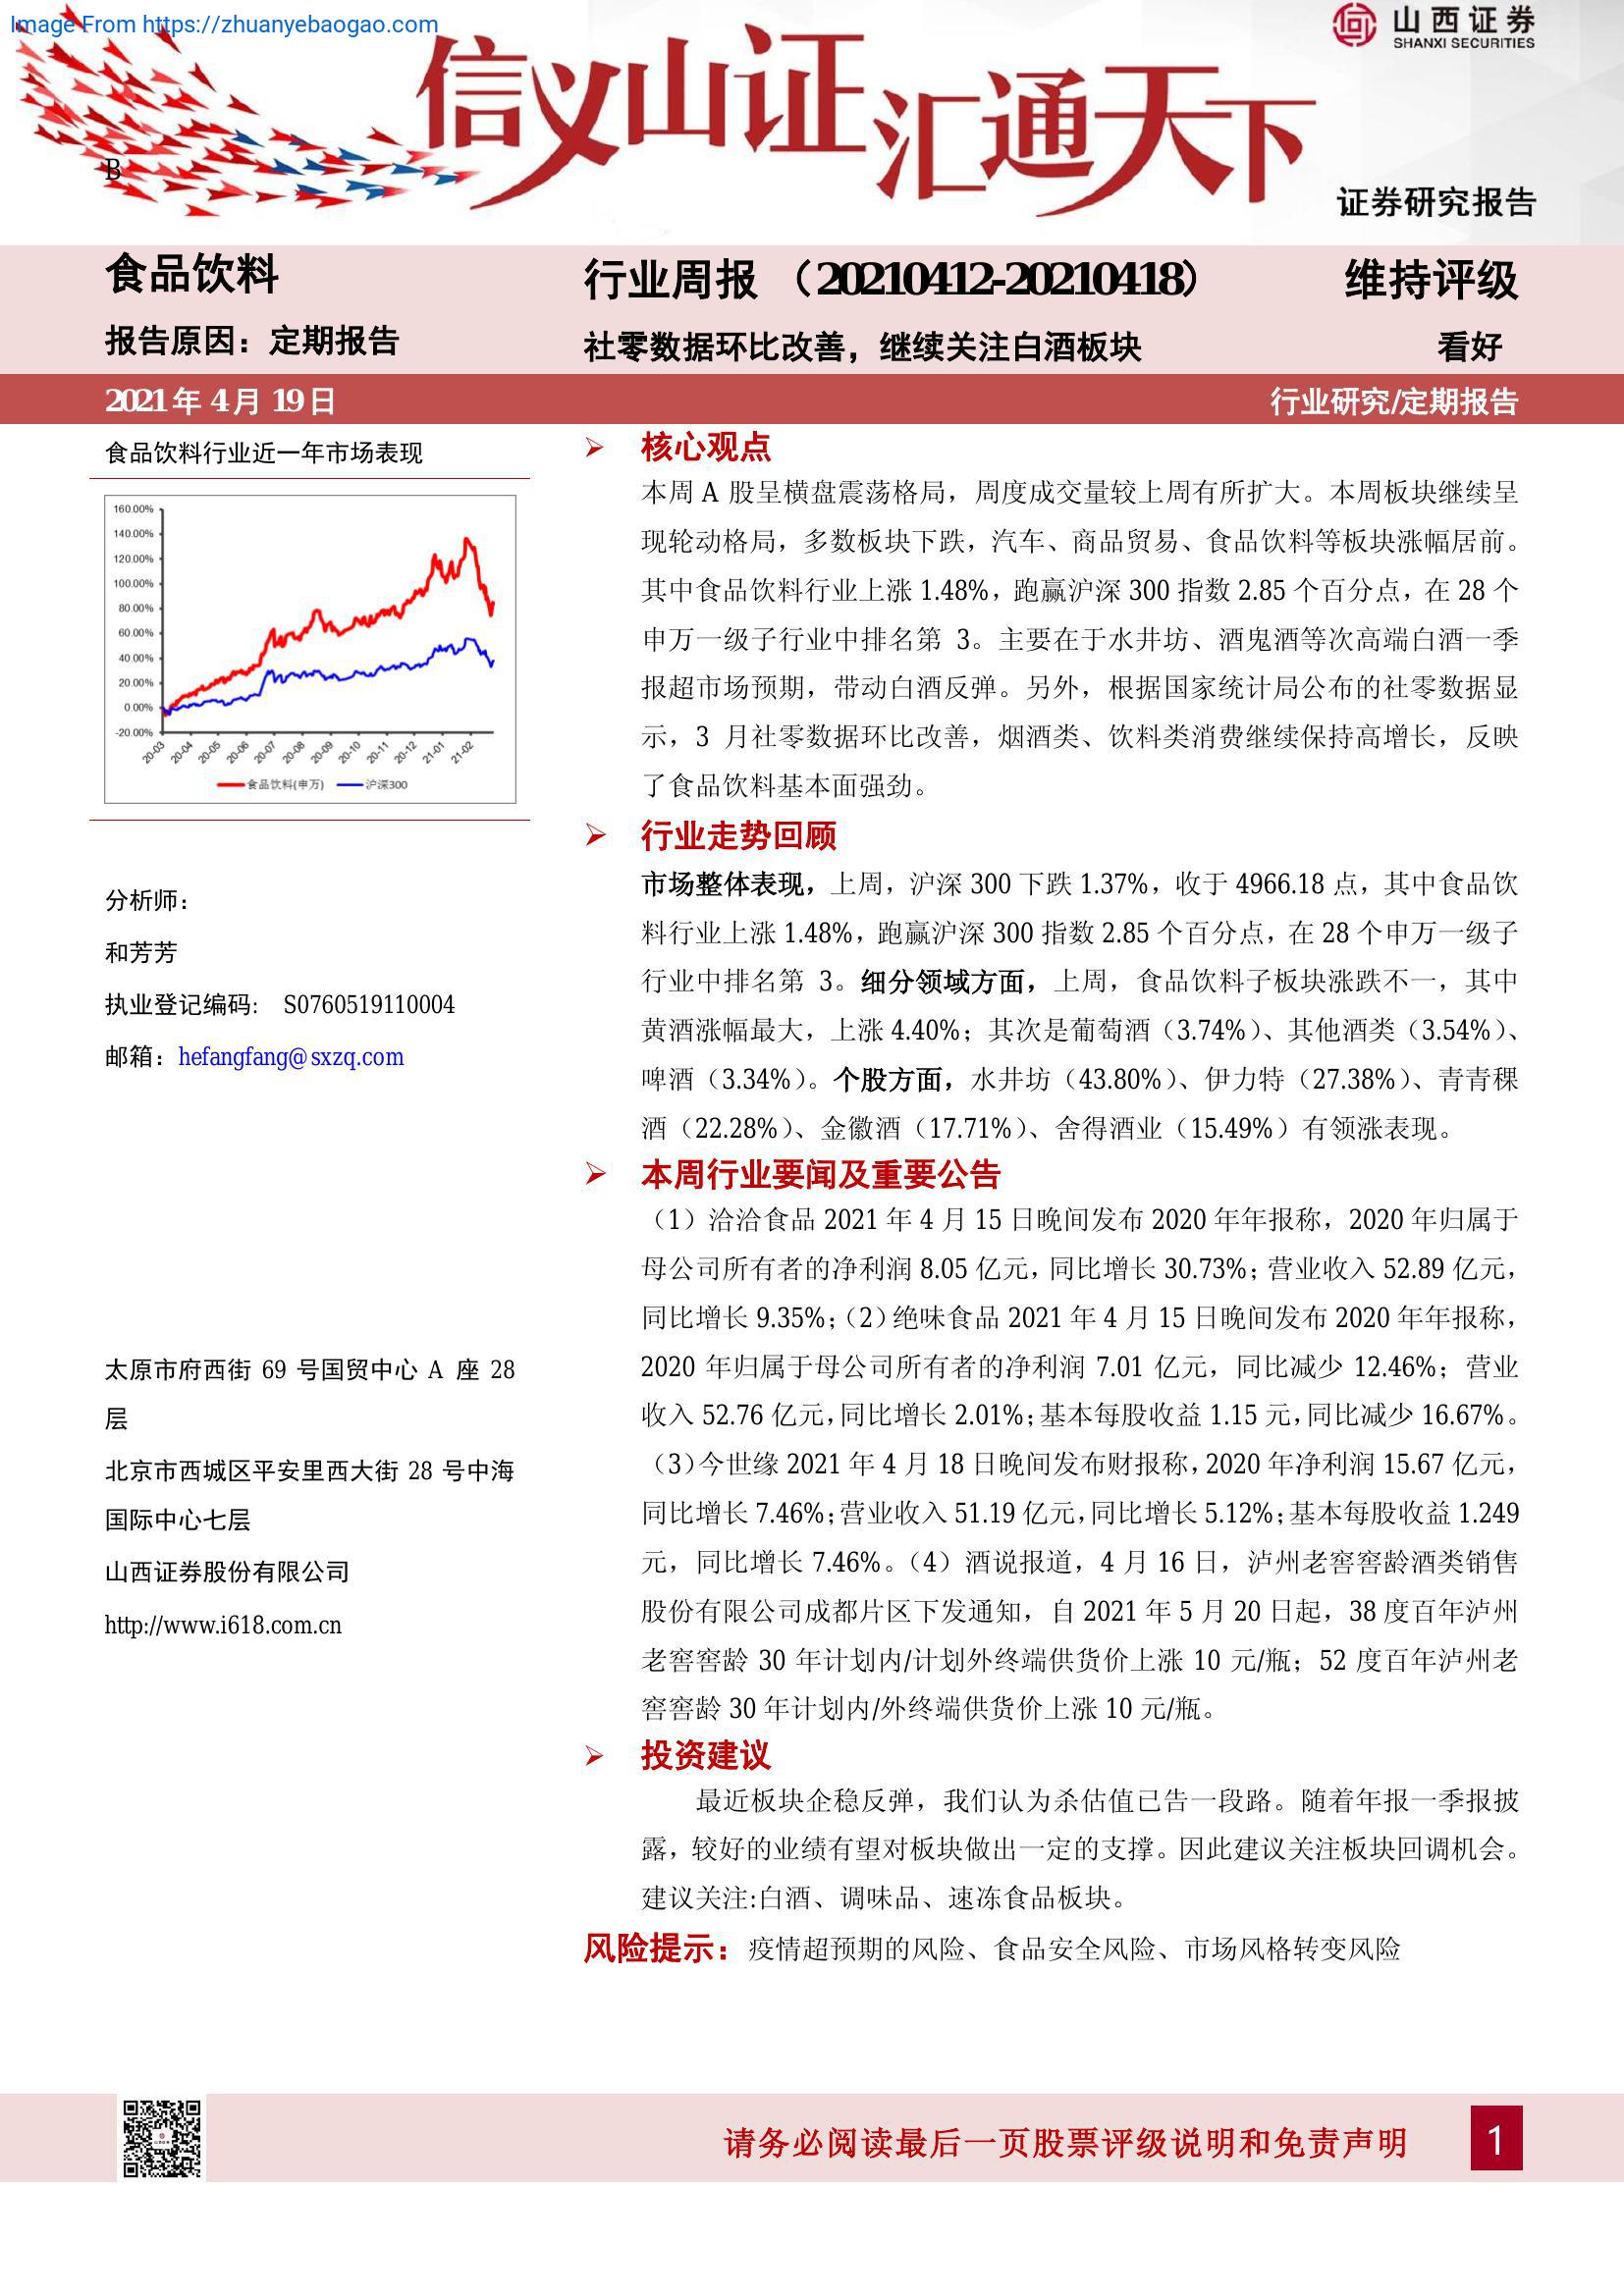 Image From https://zhuanyebaogao.com
山西证券
SHANXI SECURITIES
信义山证汇通天下
B
证券研究报告
食品饮料
行业周报（20210412-20210418）
维持评级
报告原因：定期报告
社零数据环比改善，继续关注白酒板块
看好
2021 年 4 月 19 日
行业研究/定期报告
食品饮料行业近一年市场表现
160.00%
140.00%
120.00%
100.00%
80.00%
60.00%
40.00%
20.00%
0.00%
-20.00%
20-03 20-04 20-05 20-06 20-07 20-08 20-09 20-10 20-11 20-12 21-01 21-02
食品饮料(申万) 沪深300
分析师：
和芳芳
执业登记编码： S0760519110004
邮箱：hefangfang@sxzq.com
太原市府西街 69 号国贸中心 A 座 28
层
北京市西城区平安里西大街 28 号中海
国际中心七层
山西证券股份有限公司
http://www.i618.com.cn
核心观点
本周 A 股呈横盘震荡格局，周度成交量较上周有所扩大。本周板块继续呈
现轮动格局，多数板块下跌，汽车、商品贸易、食品饮料等板块涨幅居前。
其中食品饮料行业上涨 1.48%，跑赢沪深 300 指数 2.85 个百分点，在 28 个
申万一级子行业中排名第 3。主要在于水井坊、酒鬼酒等次高端白酒一季
报超市场预期，带动白酒反弹。另外，根据国家统计局公布的社零数据显
示，3 月社零数据环比改善，烟酒类、饮料类消费继续保持高增长，反映
了食品饮料基本面强劲。
行业走势回顾
市场整体表现，上周，沪深 300 下跌 1.37%，收于 4966.18 点，其中食品饮
料行业上涨 1.48%，跑赢沪深 300 指数 2.85 个百分点，在 28 个申万一级子
行业中排名第 3。细分领域方面，上周，食品饮料子板块涨跌不一，其中
黄酒涨幅最大，上涨 4.40%；其次是葡萄酒（3.74%）、其他酒类（3.54%）、
啤酒（3.34%）。个股方面，水井坊（43.80%）、伊力特（27.38%）、青青稞
酒（22.28%）、金徽酒（17.71%）、舍得酒业（15.49%）有领涨表现。
本周行业要闻及重要公告
（1）洽洽食品 2021 年 4 月 15 日晚间发布 2020 年年报称，2020 年归属于
母公司所有者的净利润 8.05 亿元，同比增长 30.73%；营业收入 52.89 亿元，
同比增长 9.35%；（2）绝味食品 2021 年 4 月 15 日晚间发布 2020 年年报称，
2020 年归属于母公司所有者的净利润 7.01 亿元，同比减少 12.46%；营业
收入 52.76 亿元，同比增长 2.01%；基本每股收益 1.15 元，同比减少 16.67%。
（3）今世缘 2021 年 4 月 18 日晚间发布财报称，2020 年净利润 15.67 亿元，
同比增长 7.46%；营业收入 51.19 亿元，同比增长 5.12%；基本每股收益 1.249
元，同比增长 7.46%。（4）酒说报道，4 月 16 日，泸州老窖窖龄酒类销售
股份有限公司成都片区下发通知，自 2021 年 5 月 20 日起，38 度百年泸州
老窖窖龄 30 年计划内/计划外终端供货价上涨 10 元/瓶；52 度百年泸州老
窖窖龄 30 年计划内/外终端供货价上涨 10 元/瓶。
投资建议
最近板块企稳反弹，我们认为杀估值已告一段路。随着年报一季报披
露，较好的业绩有望对板块做出一定的支撑。因此建议关注板块回调机会。
建议关注:白酒、调味品、速冻食品板块。
风险提示：疫情超预期的风险、食品安全风险、市场风格转变风险
请务必阅读最后一页股票评级说明和免责声明
1